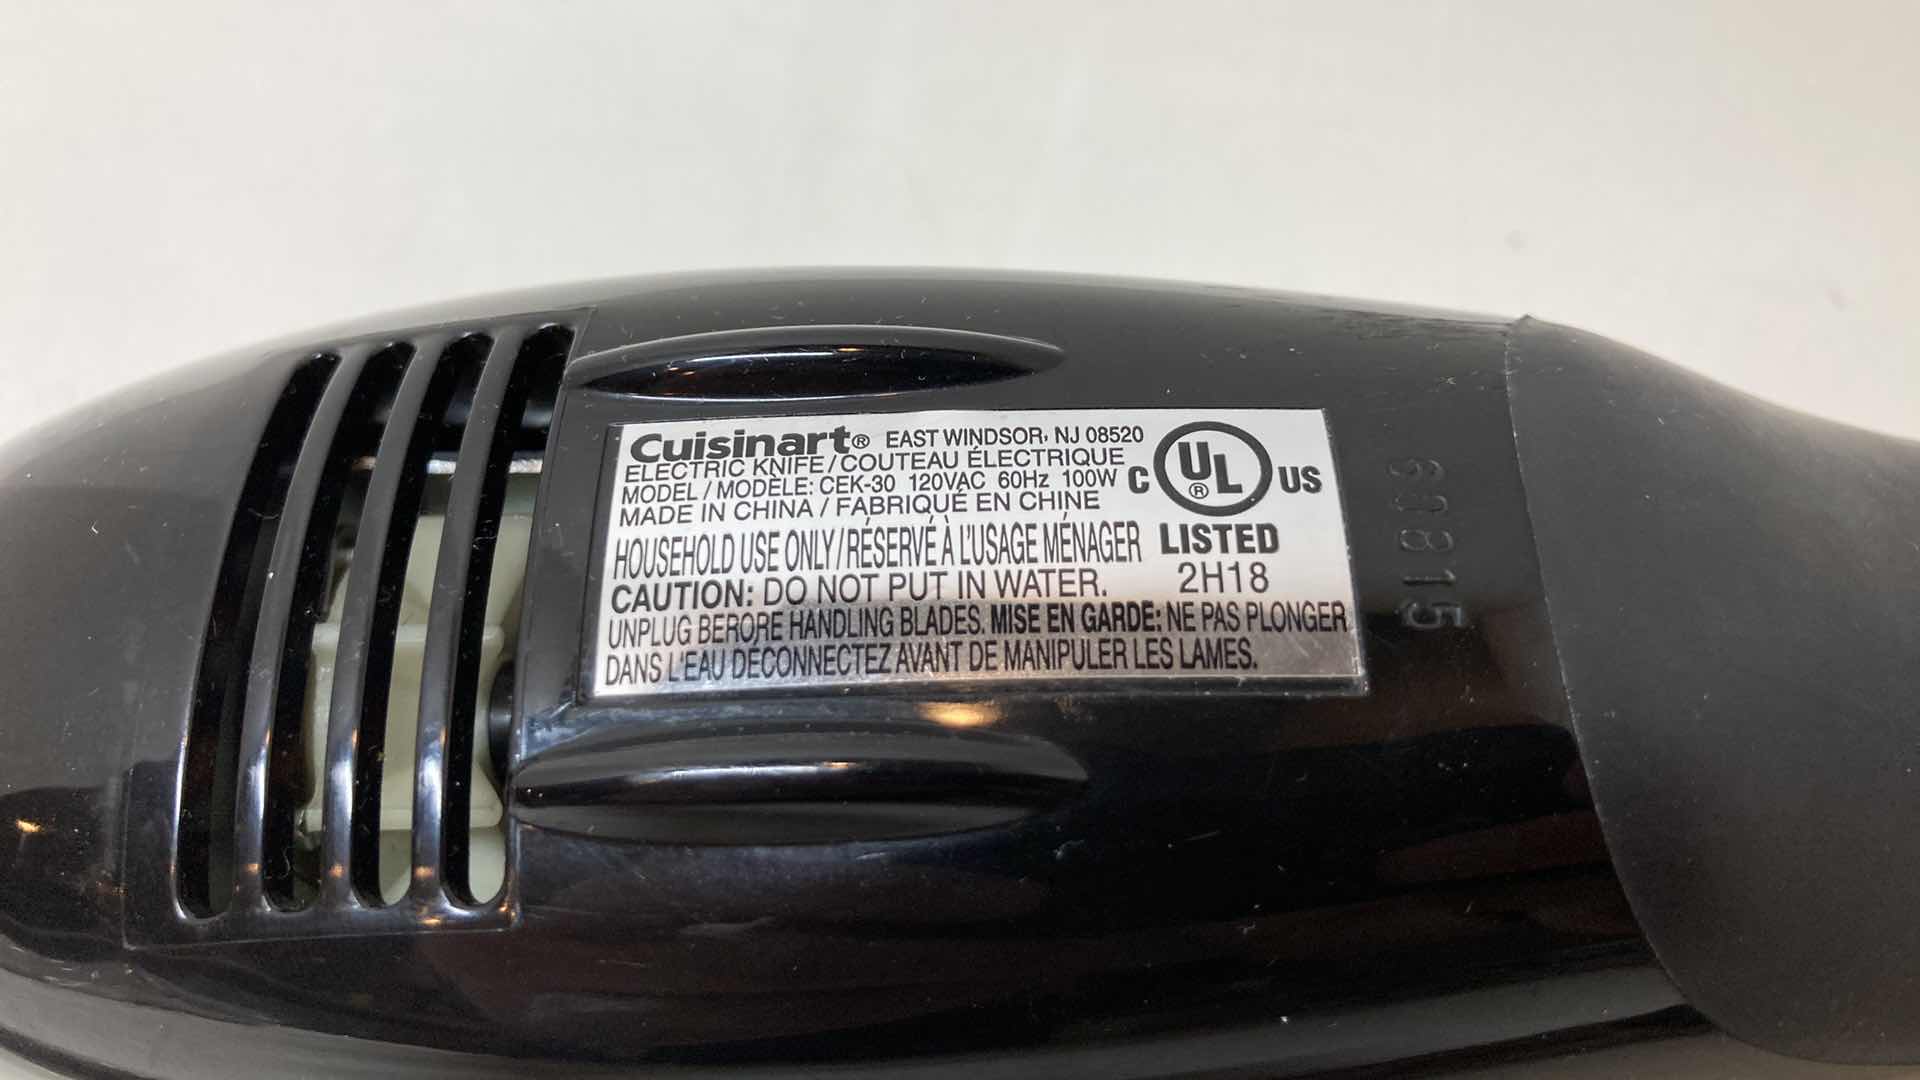 Cuisinart® EAST WINDSOR, NJ 08520
ELECTRIC KNIFE / COUTEAU ÉLECTRIQUE
MODEL / MODÈLE: CEK-30 120VAC 60Hz 100W
MADE IN CHINA / FABRIQUÉ EN CHINE
HOUSEHOLD USE ONLY/RÉSERVÉ À L'USAGE MÉNAGER
CAUTION: DO NOT PUT IN WATER.
UNPLUG BERORE HANDLING BLADES. MISE EN GARDE: NE PAS PLONGER
DANS L'EAU DECONNECTEZ AVANT DE MANIPULER LES LAMES.
C UL® US
LISTED
2H18